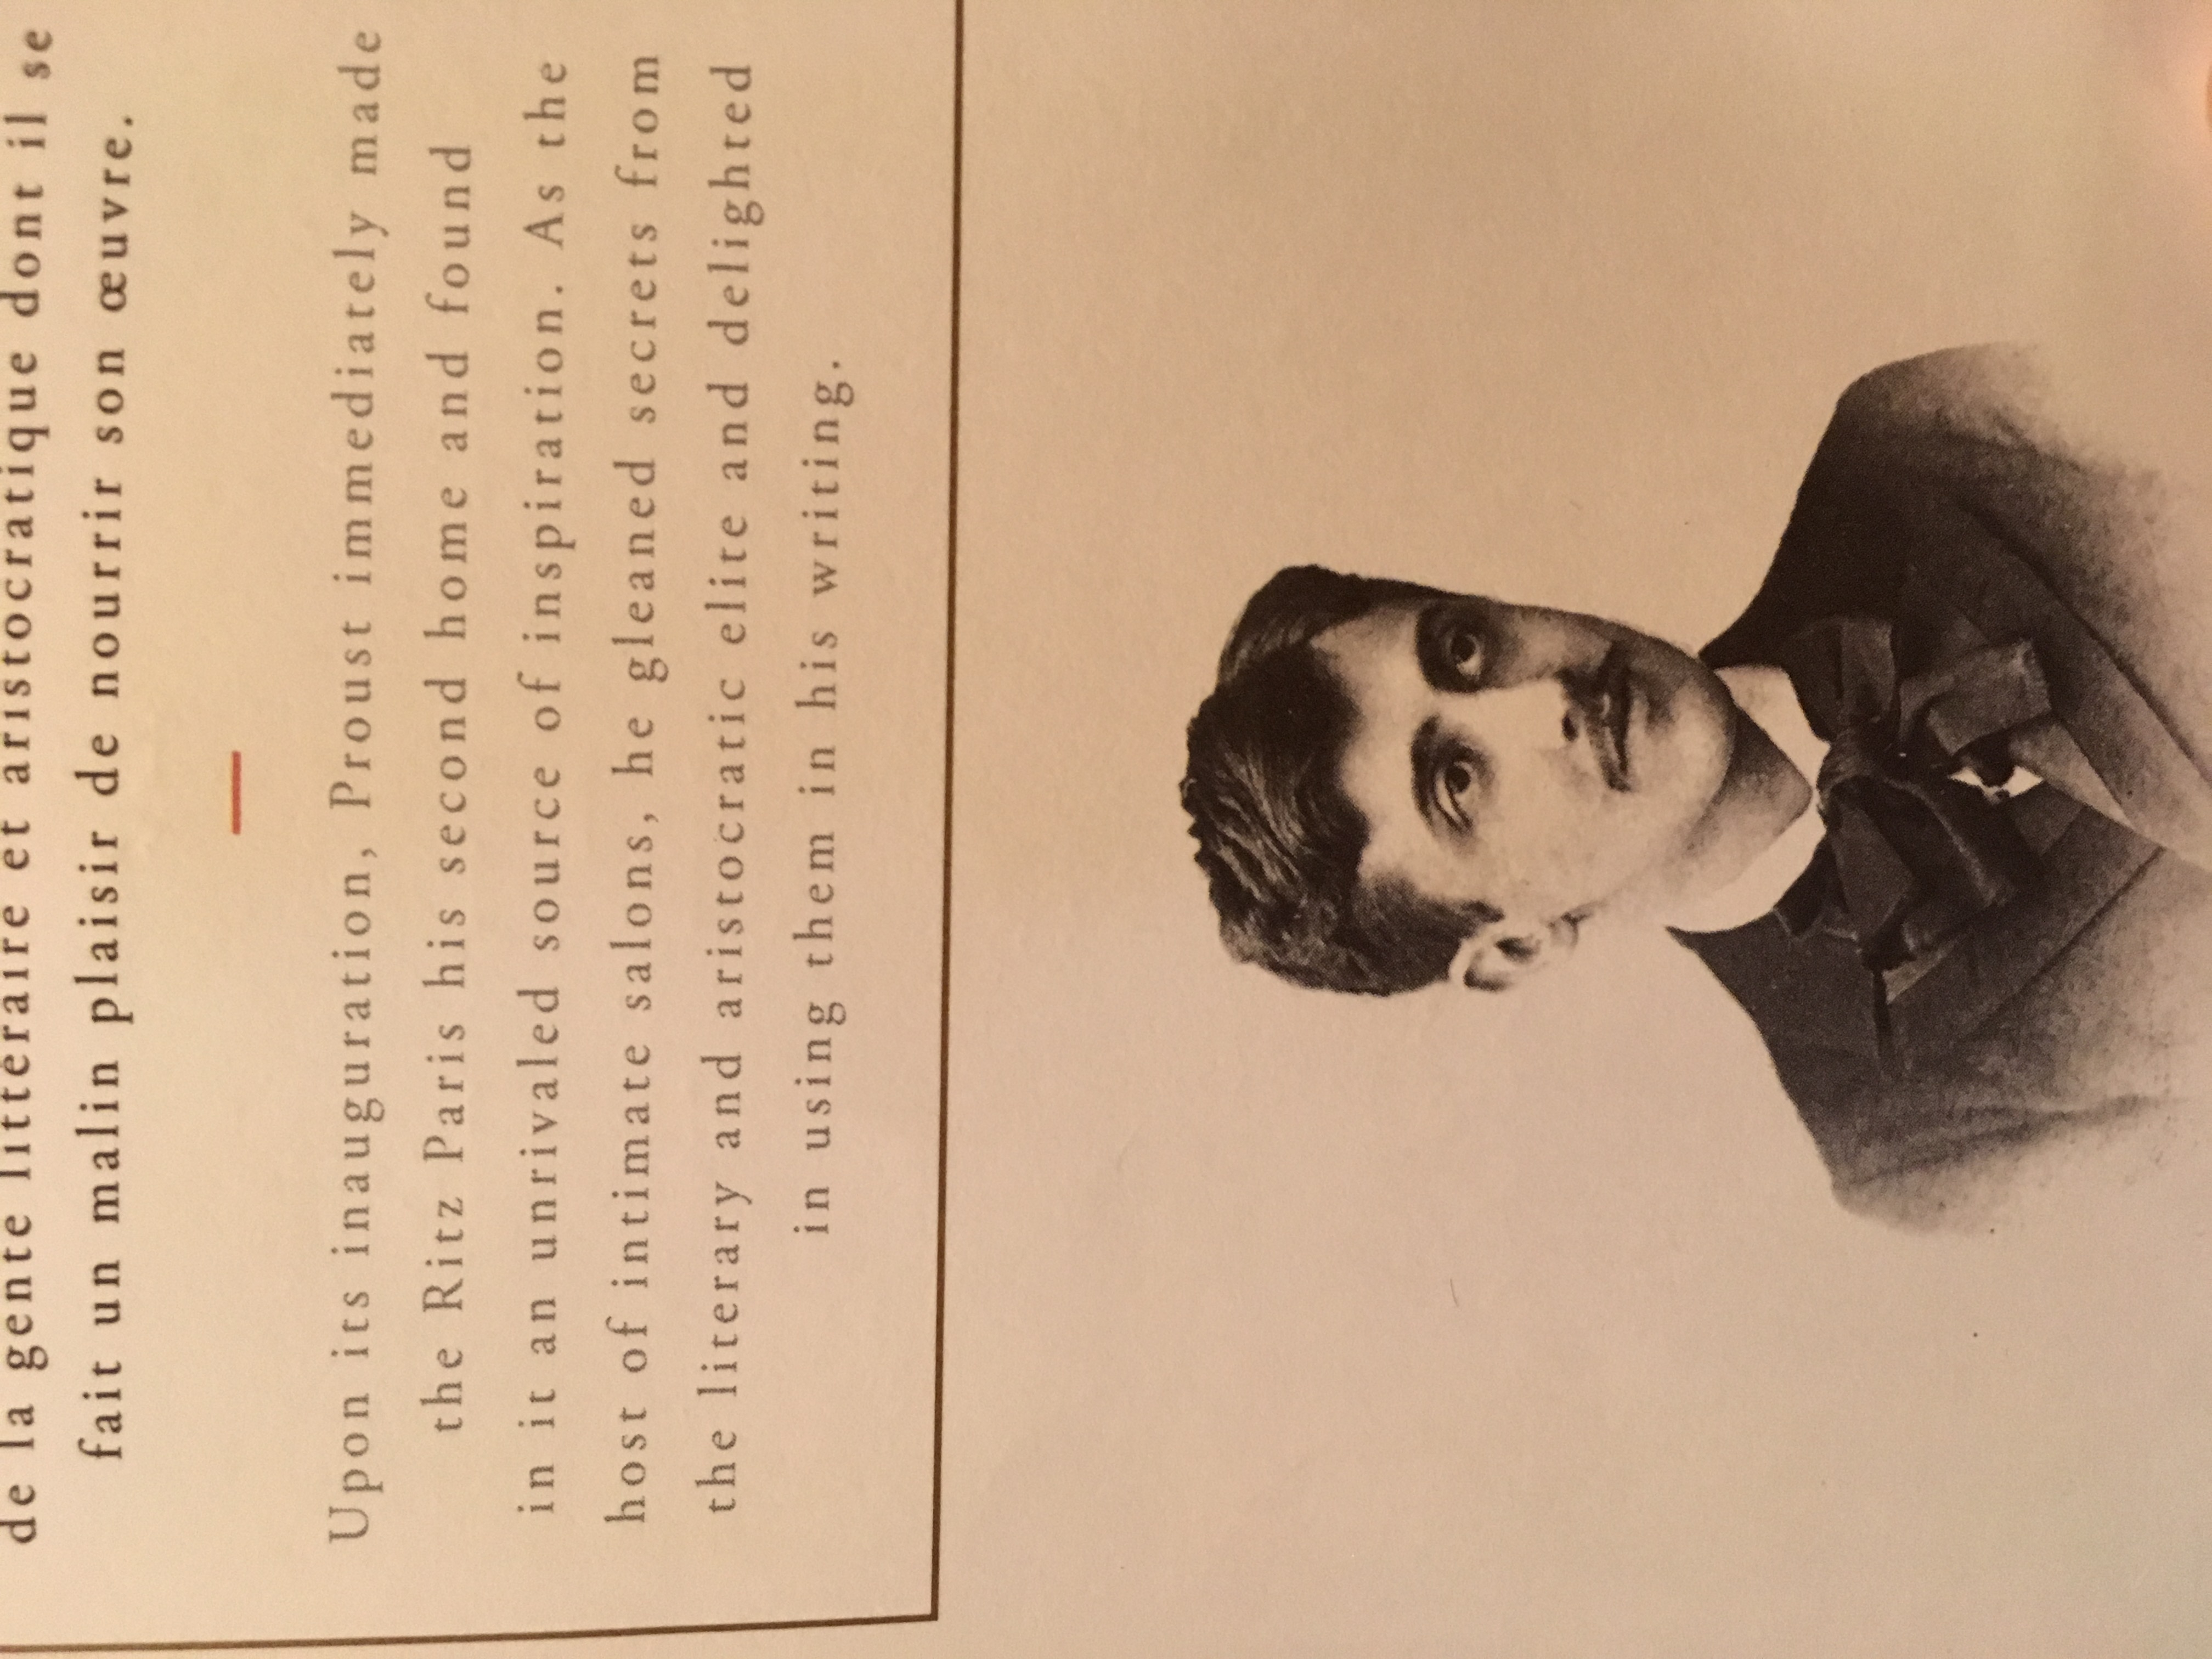 de la gente littéraire et aristocratique dont il se
fait un malin plaisir de nourrir son œuvre.
Upon its inauguration, Proust immediately made
the Ritz Paris his second home and found
in it an unrivaled source of inspiration. As the
host of intimate salons, he gleaned secrets from
the literary and aristocratic elite and delighted
in using them in his writing.